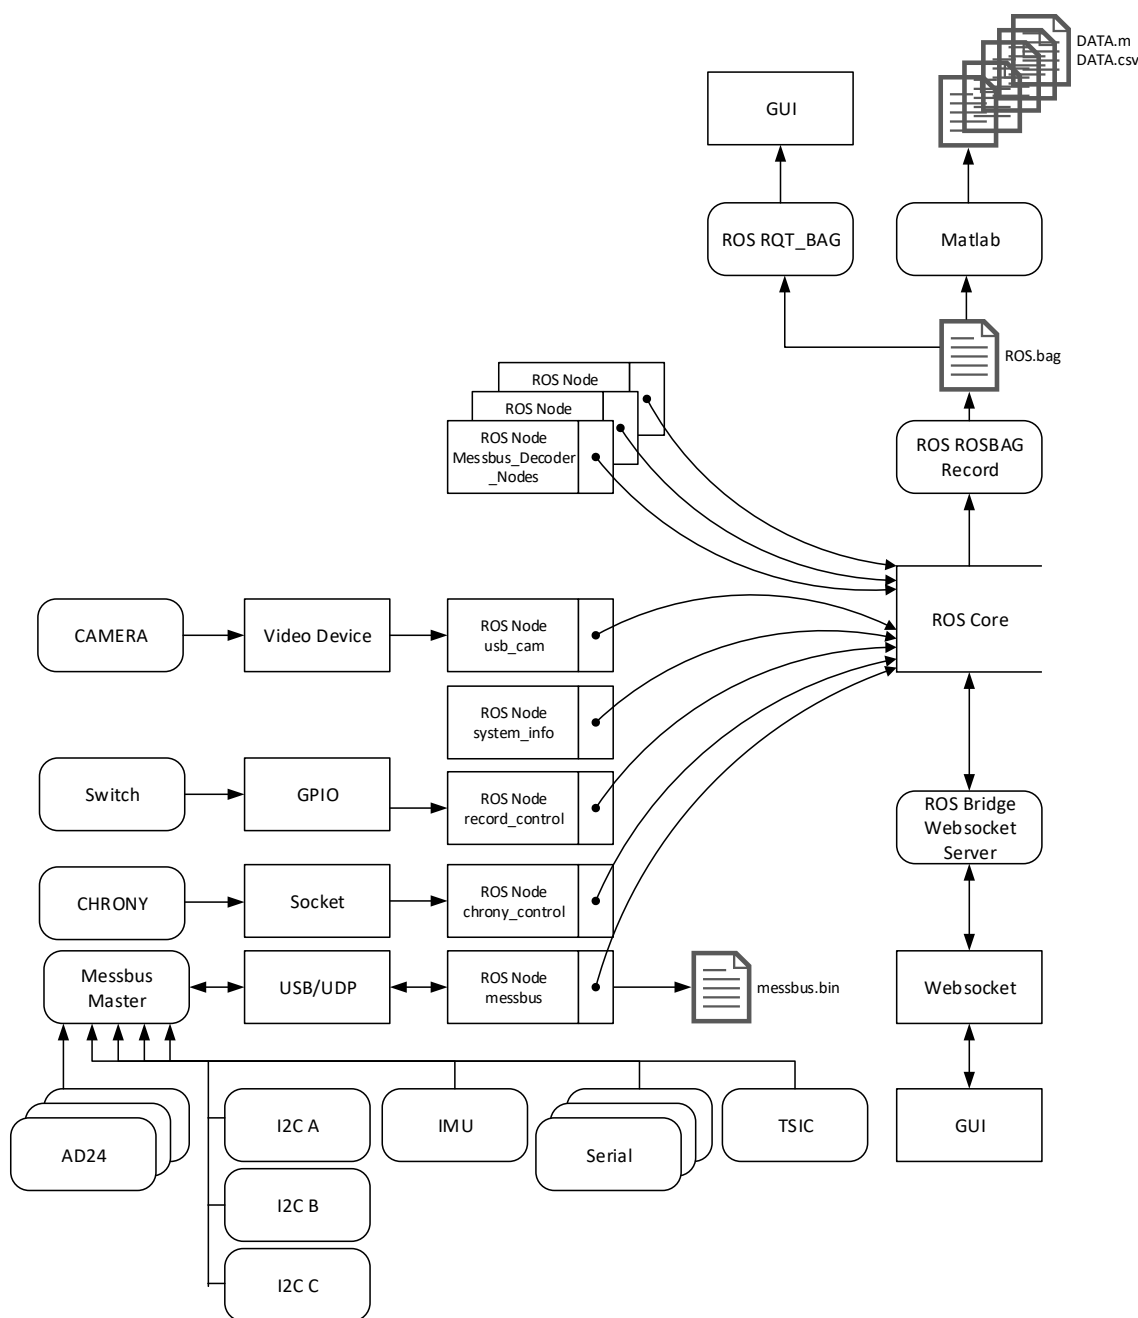 DATA.m
DATA.csv
GUI
ROS RQT_BAG
Matlab
ROS.bag
ROS Node
ROS Node
ROS Node
Messbus_Decoder
_Nodes
ROS ROSBAG
Record
ROS Core
CAMERA
Video Device
ROS Node
usb_cam
ROS Node
system_info
Switch
GPIO
ROS Node
record_control
ROS Bridge
Websocket
Server
CHRONY
Socket
ROS Node
chrony_control
Messbus
Master
USB/UDP
ROS Node
messbus
messbus.bin
Websocket
AD24
I2C A
IMU
Serial
TSIC
GUI
I2C B
I2C C